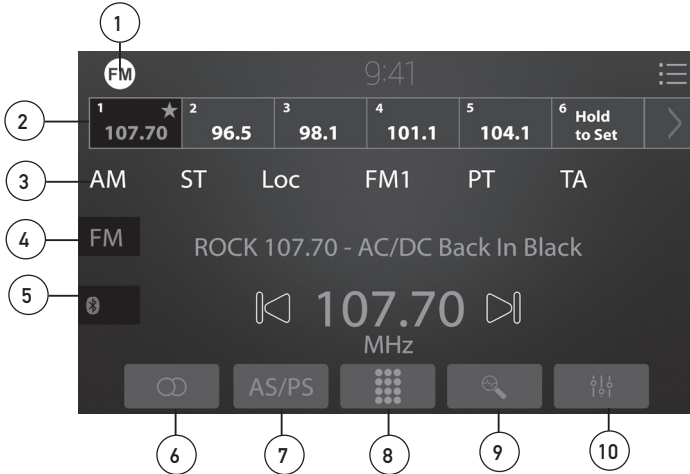 1
FM 9:41
2 1 107.70 2 96.5 3 98.1 4 101.1 5 104.1 6 Hold to Set
3 AM ST Loc FM1 PT TA
4 FM ROCK 107.70 - AC/DC Back In Black
5
107.70
MHz
AS/PS
6 7 8 9 10